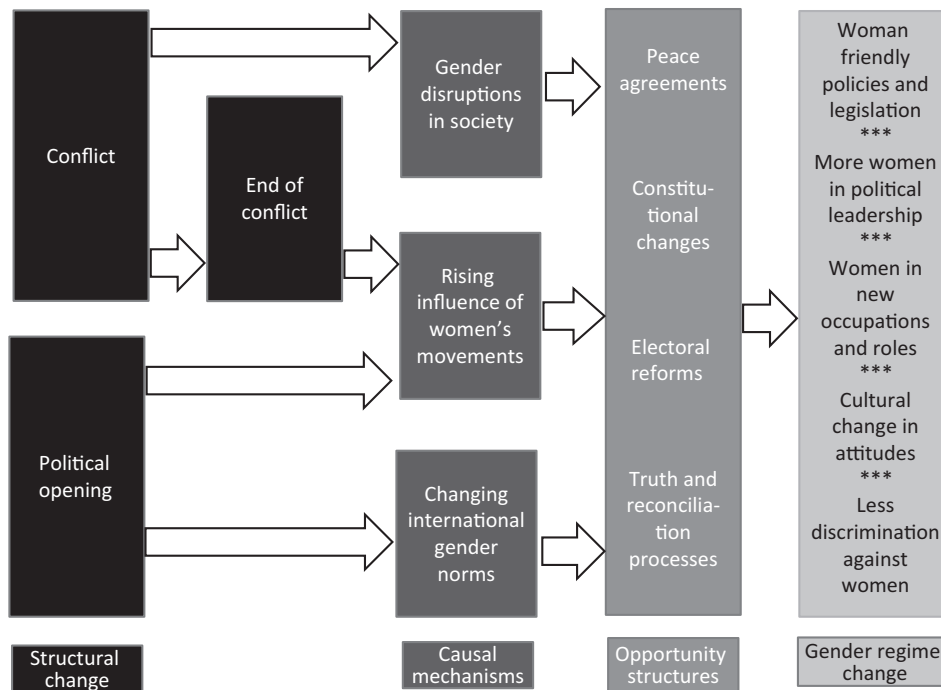 Conflict
End of
conflict
Political
opening
Gender
disruptions
in society
Rising
influence of
women’s
movements
Changing
international
gender
norms
Peace
agreements
Constitu-
tional
changes
Electoral
reforms
Truth and
reconcilia-
tion
processes
Woman
friendly
policies and
legislation
***
More women
in political
leadership
***
Women in
new
occupations
and roles
***
Cultural
change in
attitudes
***
Less
discrimination
against
women
Structural
change
Causal
mechanisms
Opportunity
structures
Gender regime
change